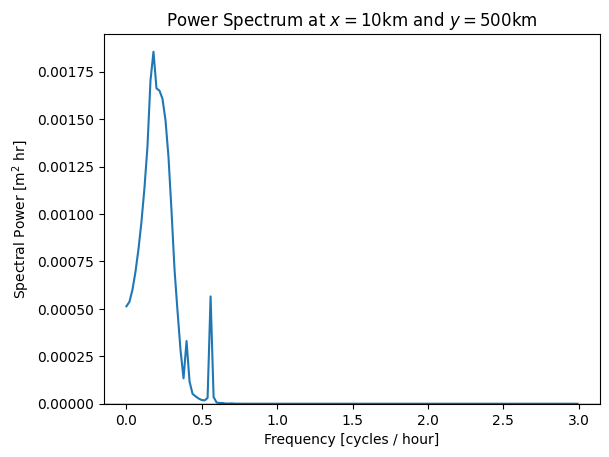 Power Spectrum at x = 10km and y = 500km
Spectral Power [m² hr]
0.00175
0.00150
0.00125
0.00100
0.00075
0.00050
0.00025
0.00000
0.0 0.5 1.0 1.5 2.0 2.5 3.0
Frequency [cycles / hour]